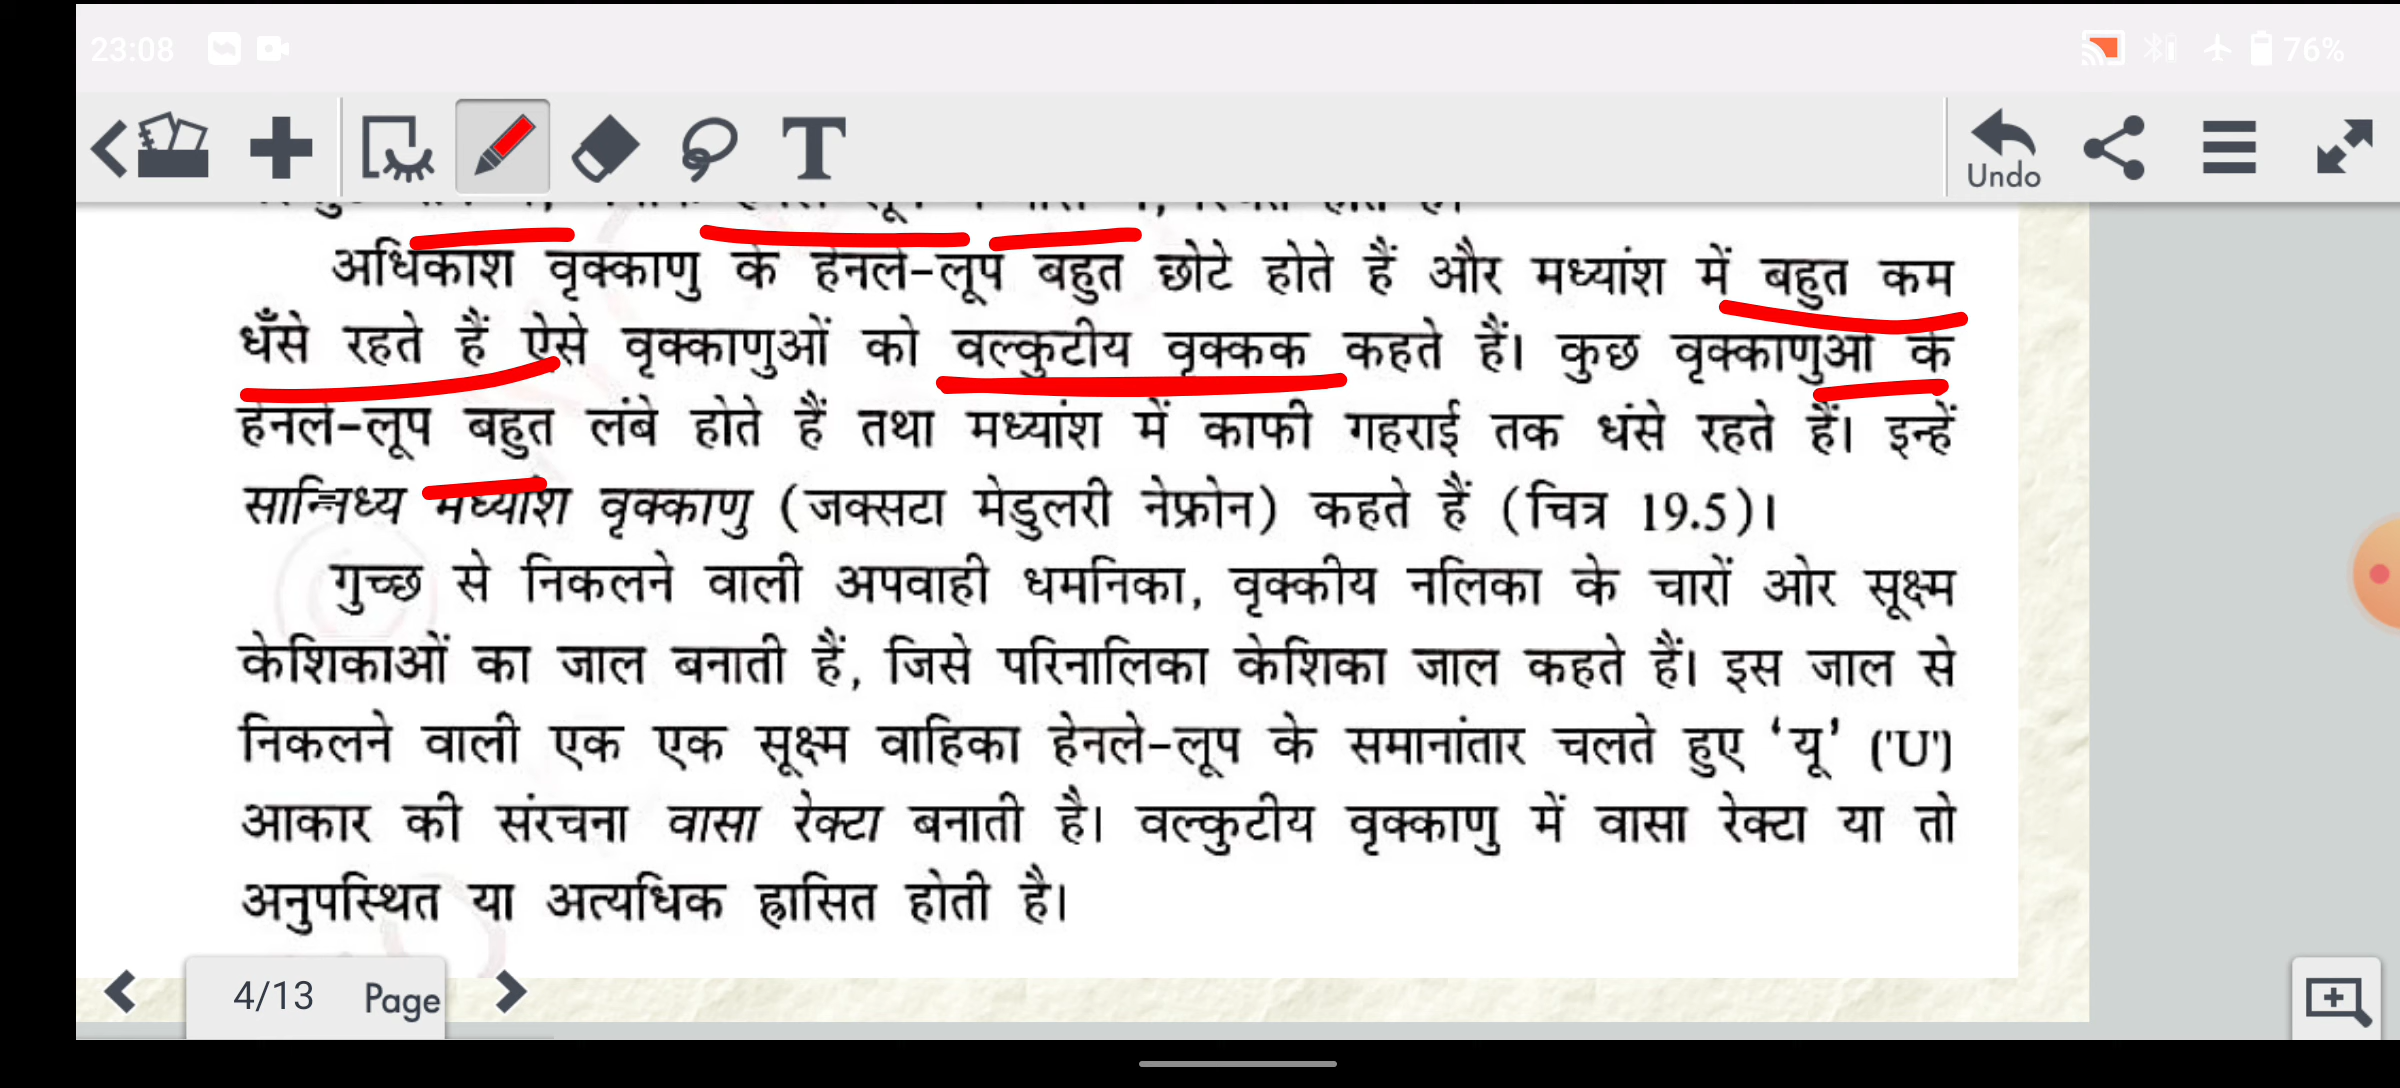 23:08
76%
T
Undo
अधिकांश वृक्काणु के हेनले-लूप बहुत छोटे होते हैं और मध्यांश में बहुत कम
धँसे रहते हैं ऐसे वृक्काणुओं को वल्कुटीय वृक्कक कहते हैं। कुछ वृक्काणुओं के
हेनले-लूप बहुत लंबे होते हैं तथा मध्यांश में काफी गहराई तक धंसे रहते हैं। इन्हें
सान्निध्य मध्यांश वृक्काणु (जक्सटा मेडुलरी नेफ्रोन) कहते हैं (चित्र 19.5)।
गुच्छ से निकलने वाली अपवाही धमनिका, वृक्कीय नलिका के चारों ओर सूक्ष्म
केशिकाओं का जाल बनाती हैं, जिसे परिनालिका केशिका जाल कहते हैं। इस जाल से
निकलने वाली एक एक सूक्ष्म वाहिका हेनले-लूप के समानांतार चलते हुए ‘यू’ ('U')
आकार की संरचना वासा रेक्टा बनाती है। वल्कुटीय वृक्काणु में वासा रेक्टा या तो
अनुपस्थित या अत्यधिक ह्रासित होती है।
4/13 Page